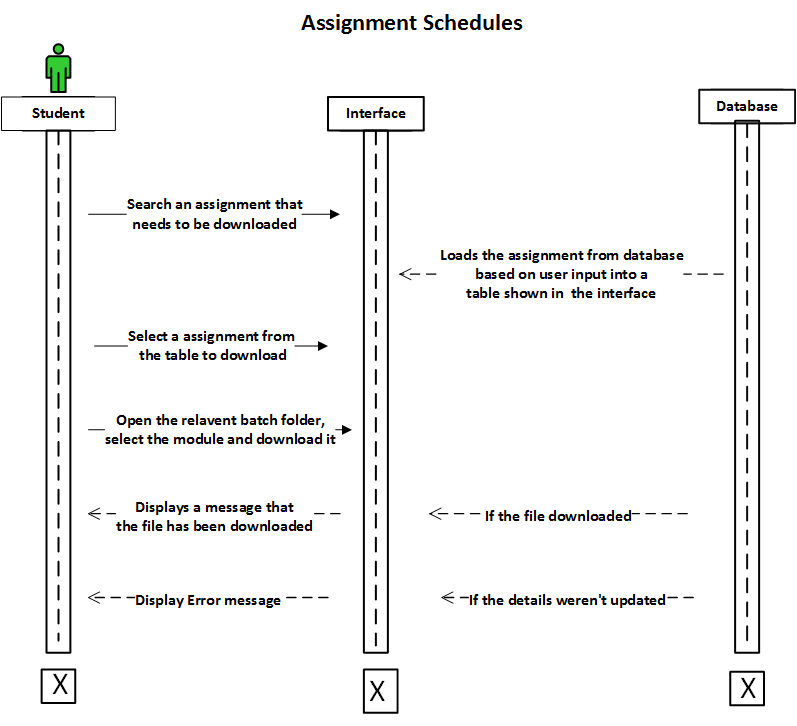 Assignment Schedules
Student
Interface
Database
Search an assignment that
needs to be downloaded
Loads the assignment from database
based on user input into a
table shown in the interface
Select a assignment from
the table to download
Open the relavent batch folder,
select the module and download it
Displays a message that
the file has been downloaded
If the file downloaded
Display Error message
If the details weren't updated
X
X
X